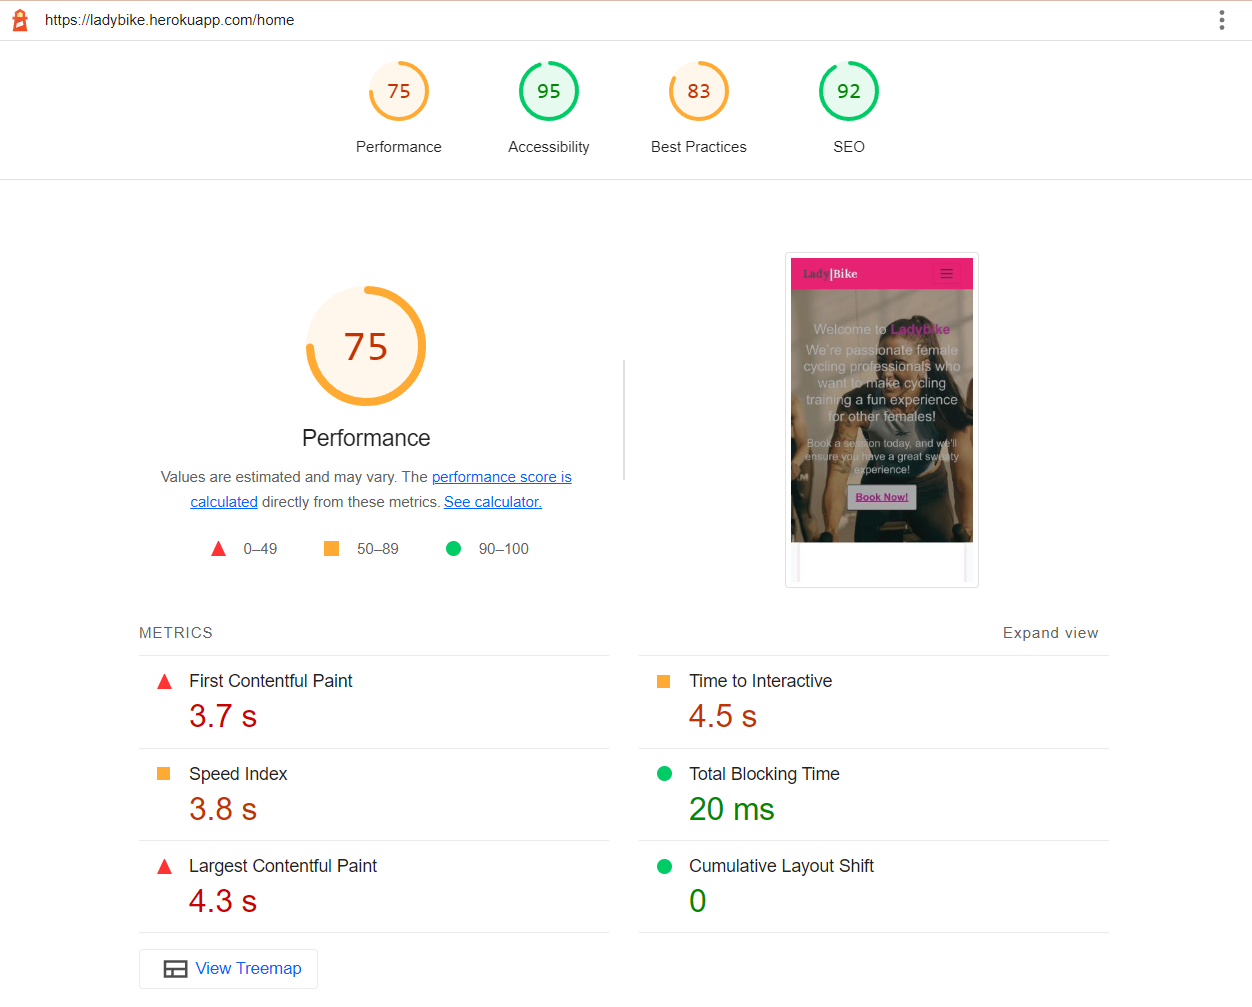 https://ladybike.herokuapp.com/home
75
95
83
92
Performance
Accessibility
Best Practices
SEO
75
Performance
Values are estimated and may vary. The performance score is
calculated directly from these metrics. See calculator.
0–49
50–89
90–100
Lady|Bike
Welcome to Ladybike
We're passionate female
cycling professionals who
want to make cycling
training a fun experience
for other females!
Book a session today, and we'll
ensure you have a great sweaty
experience!
Book Now!
METRICS
Expand view
First Contentful Paint
3.7 s
Time to Interactive
4.5 s
Speed Index
3.8 s
Total Blocking Time
20 ms
Largest Contentful Paint
4.3 s
Cumulative Layout Shift
0
View Treemap